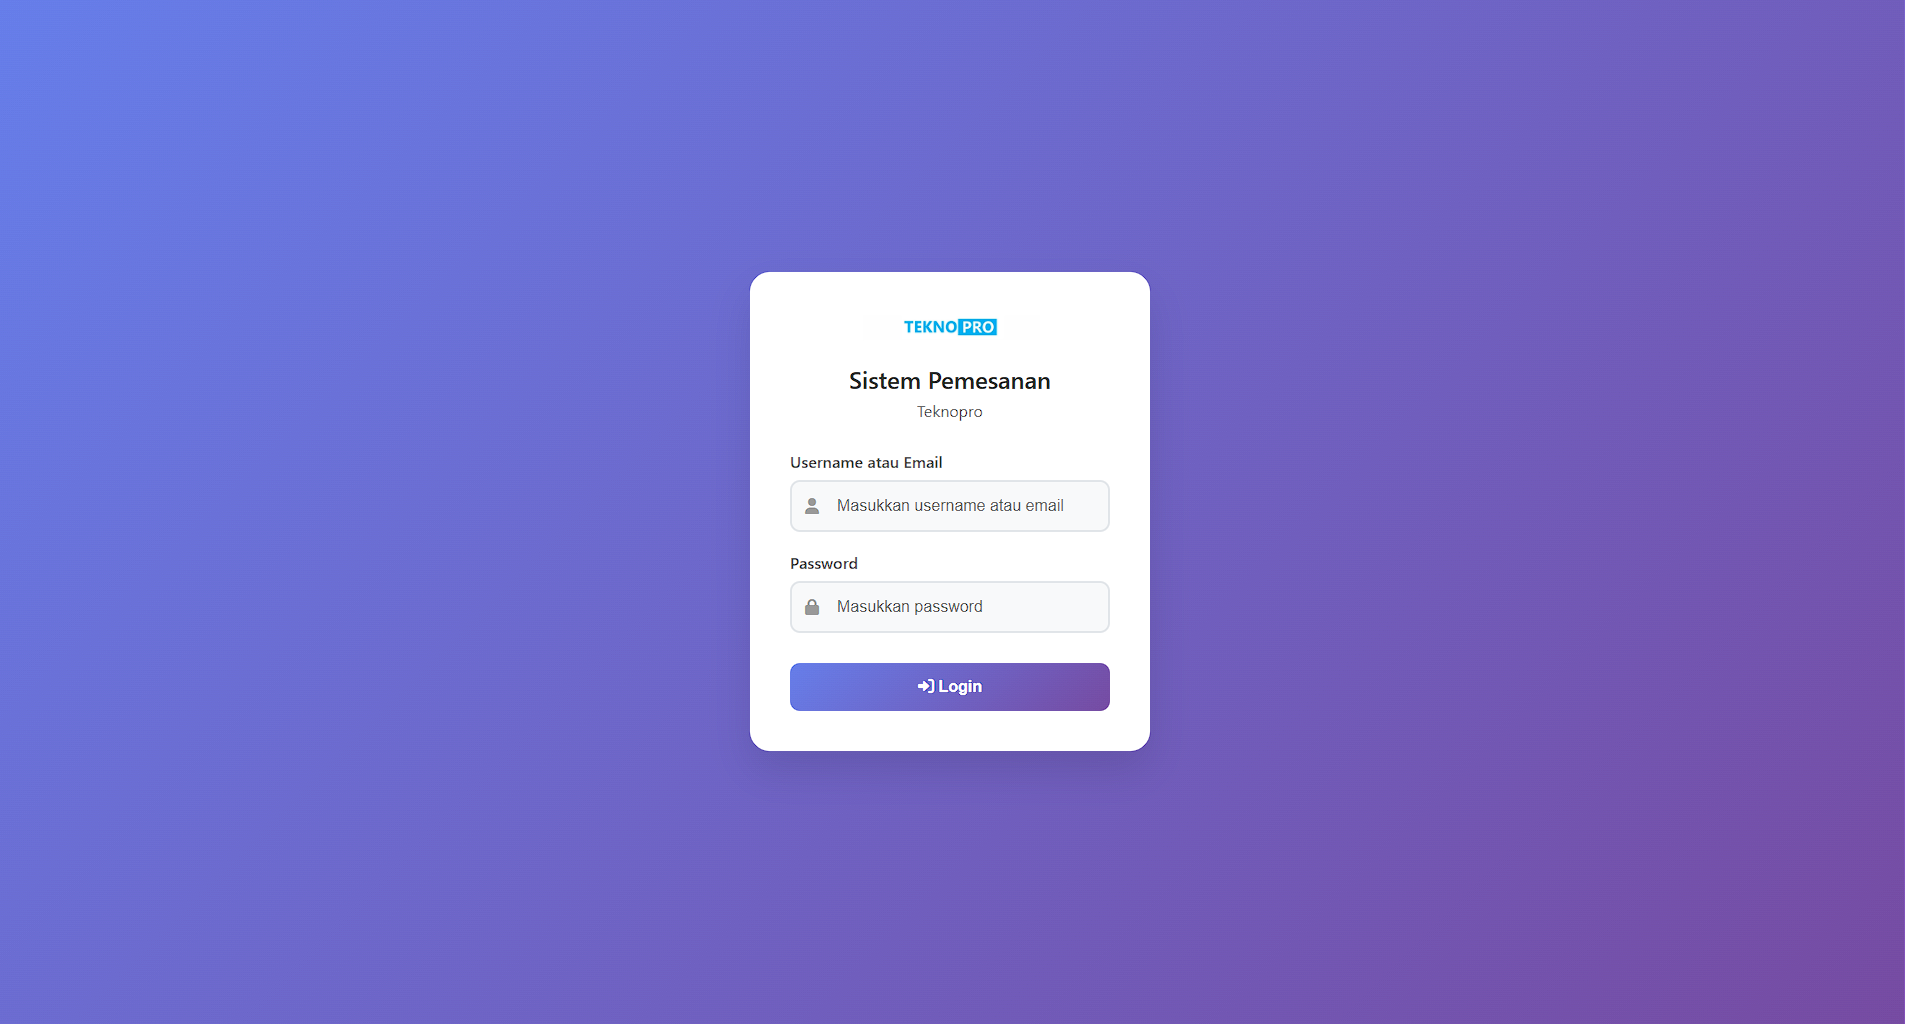 TEKNO PRO
Sistem Pemesanan
Teknopro
Username atau Email
Masukkan username atau email
Password
Masukkan password
Login